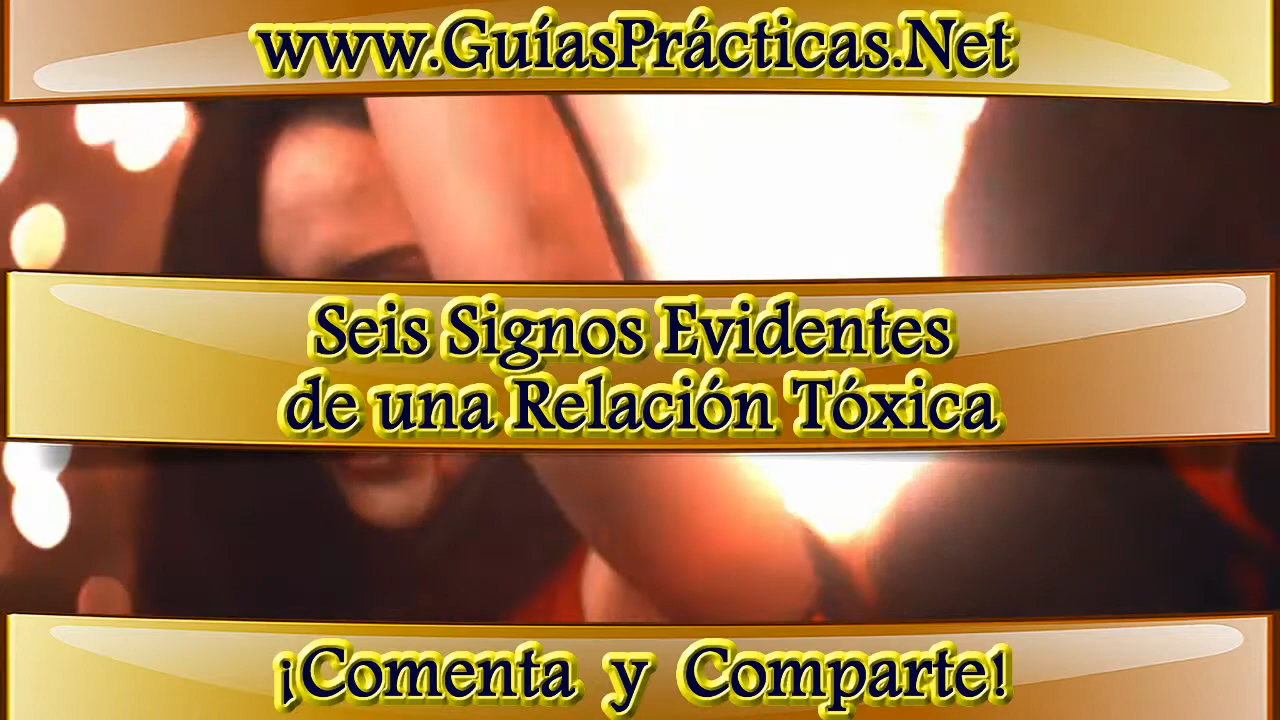 www.GuíasPrácticas.Net
Seis Signos Evidentes
de una Relación Tóxica
¡Comenta y Comparte!